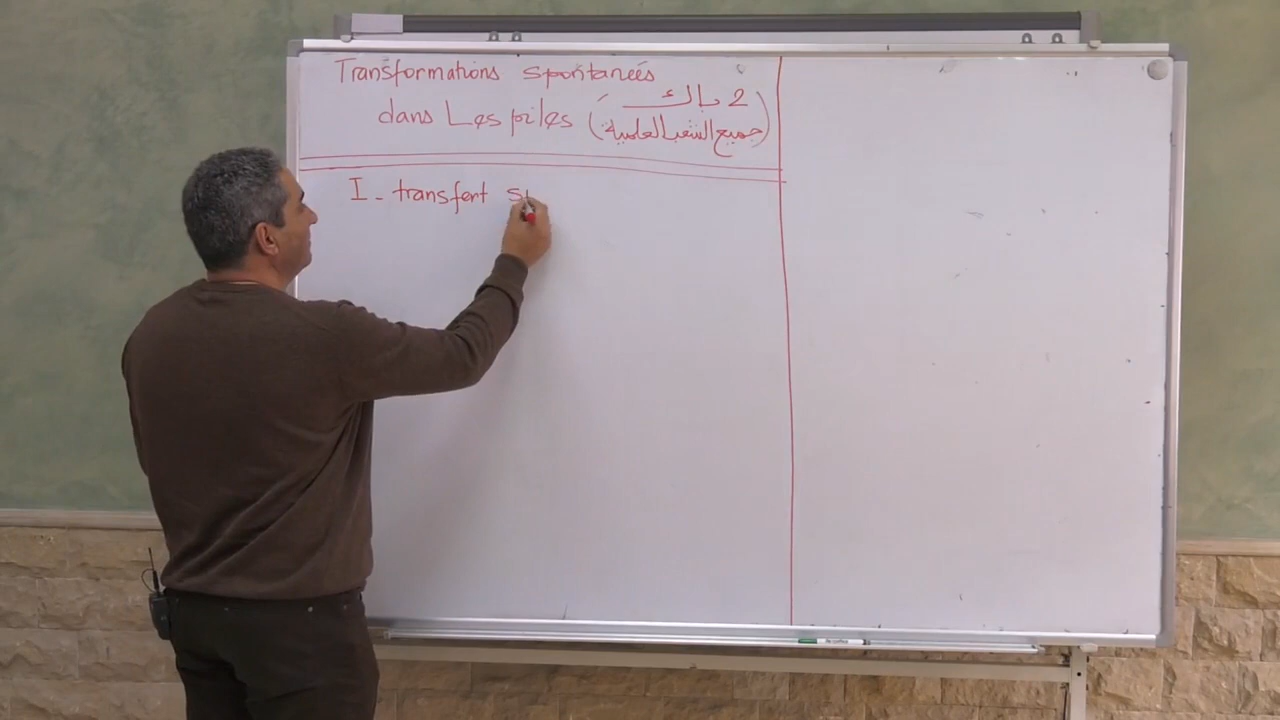 Transformations spontanées
dans Les piles (2 باك
جميع الشعب العلمية)
I - transfert